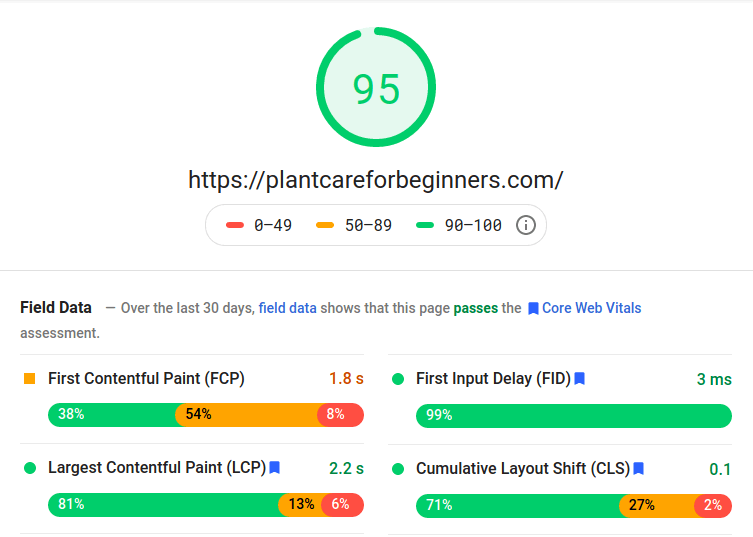 95
https://plantcareforbeginners.com/
0–49 50–89 90–100
Field Data — Over the last 30 days, field data shows that this page passes the Core Web Vitals
assessment.
First Contentful Paint (FCP) 1.8 s
38% 54% 8%
First Input Delay (FID) 3 ms
99%
Largest Contentful Paint (LCP) 2.2 s
81% 13% 6%
Cumulative Layout Shift (CLS) 0.1
71% 27% 2%